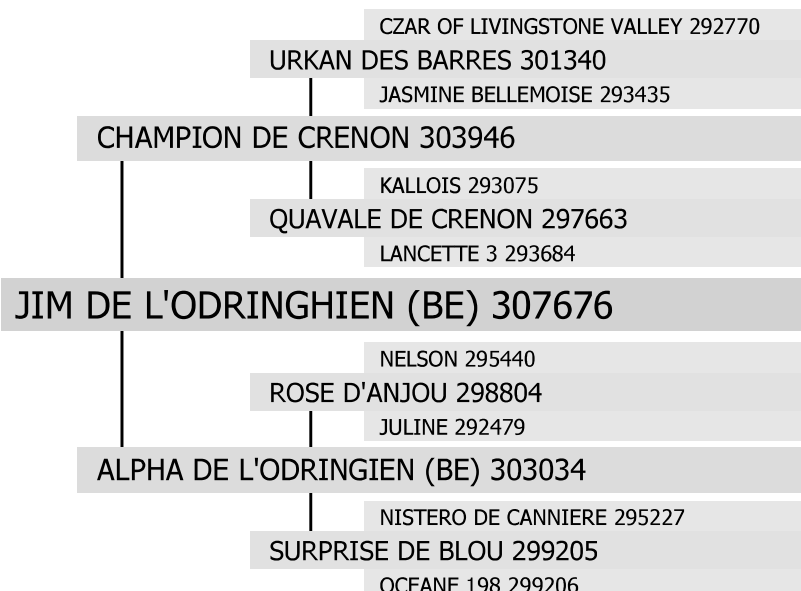 CZAR OF LIVINGSTONE VALLEY 292770
URKAN DES BARRES 301340
JASMINE BELLEMOISE 293435
CHAMPION DE CRENON 303946
KALLOIS 293075
QUAVALE DE CRENON 297663
LANCETTE 3 293684
JIM DE L'ODRINGHIEN (BE) 307676
NELSON 295440
ROSE D'ANJOU 298804
JULINE 292479
ALPHA DE L'ODRINGIEN (BE) 303034
NISTERO DE CANNIERE 295227
SURPRISE DE BLOU 299205
OCEANE 198 299206